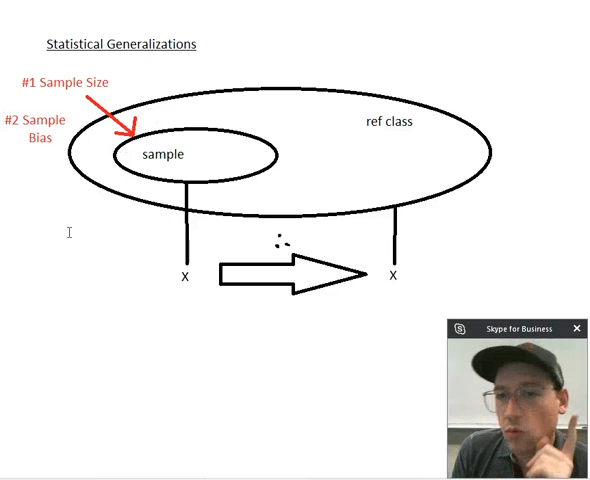 Statistical Generalizations
#1 Sample Size
#2 Sample
Bias
ref class
sample
X
X
Skype for Business